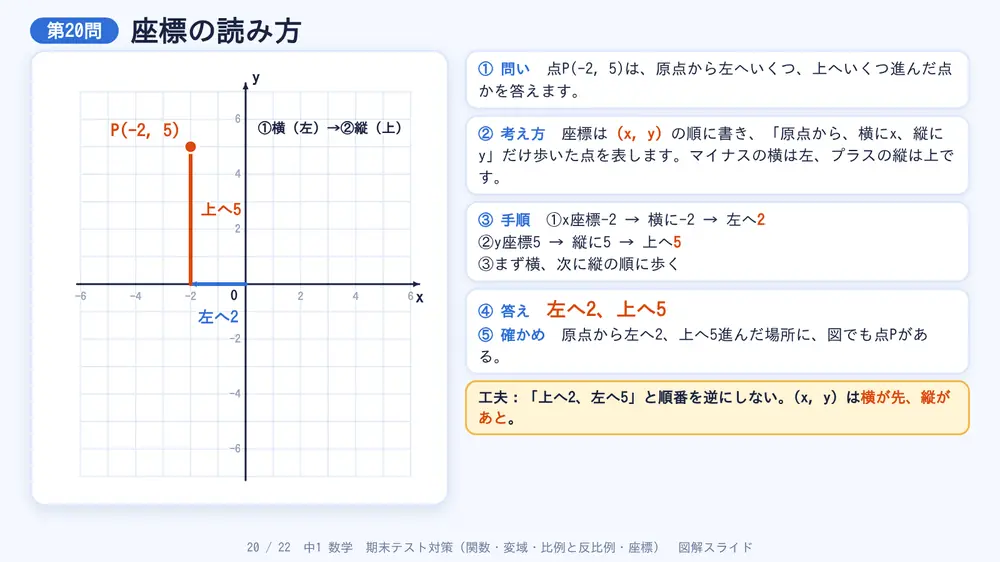 第20問 座標の読み方
y
P(-2, 5)
①横（左）→②縦（上）
6
4
上へ5
2
-6
-4
-2
0
2
4
6
x
左へ2
-2
-4
-6
① 問い 点P(-2, 5)は、原点から左へいくつ、上へいくつ進んだ点
かを答えます。
② 考え方 座標は(x, y)の順に書き、「原点から、横にx、縦に
y」だけ歩いた点を表します。マイナスの横は左、プラスの縦は上で
す。
③ 手順 ①x座標-2 → 横に-2 → 左へ2
②y座標5 → 縦に5 → 上へ5
③まず横、次に縦の順に歩く
④ 答え 左へ2、上へ5
⑤ 確かめ 原点から左へ2、上へ5進んだ場所に、図でも点Pがあ
る。
工夫：「上へ2、左へ5」と順番を逆にしない。(x, y)は横が先、縦が
あと。
20 / 22 中1 数学 期末テスト対策（関数・変域・比例と反比例・座標） 図解スライド